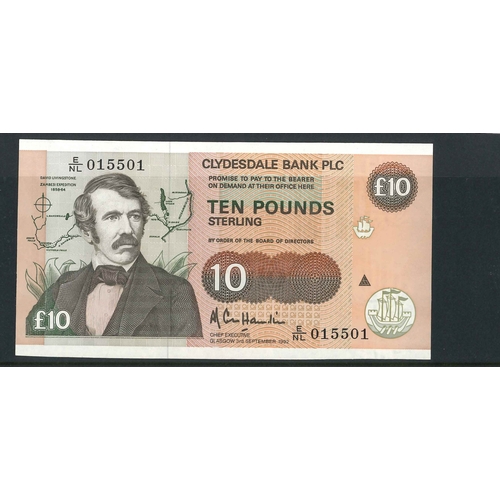 E/NL 015501
DAVID LIVINGSTONE
ZAMBESI EXPEDITION
1858-64
CLYDESDALE BANK PLC
PROMISE TO PAY TO THE BEARER
ON DEMAND AT THEIR OFFICE HERE
TEN POUNDS
STERLING
BY ORDER OF THE BOARD OF DIRECTORS
£10
10
£10
CHIEF EXECUTIVE
GLASGOW 3rd SEPTEMBER 1992
E/NL 015501